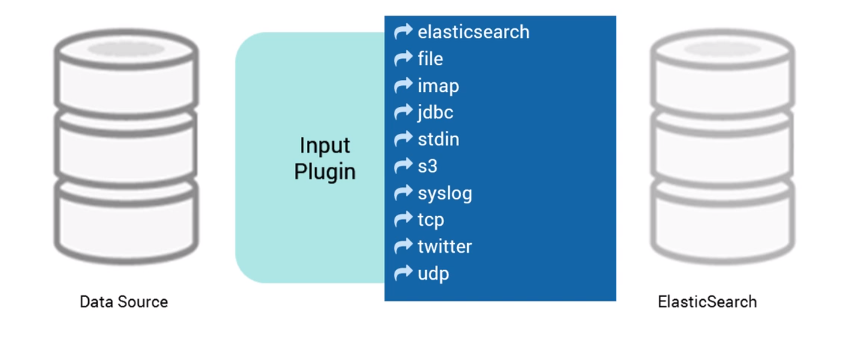 Input
Plugin
elasticsearch
file
imap
jdbc
stdin
s3
syslog
tcp
twitter
udp
Data Source
ElasticSearch